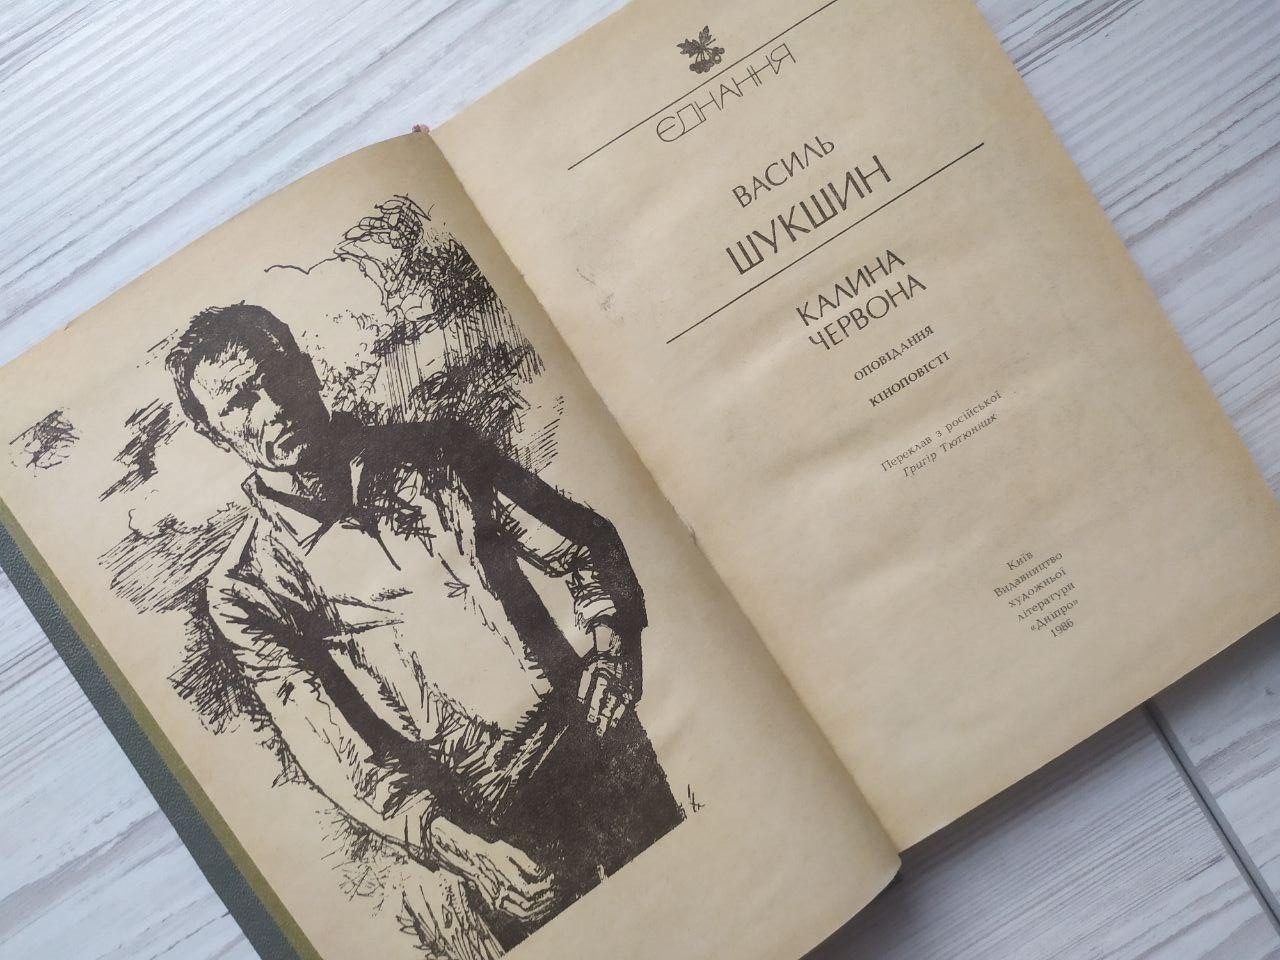 ЄДНАННЯ
ВАСИЛЬ
ШУКШИН
КАЛИНА
ЧЕРВОНА
ОПОВІДАННЯ
КІНОПОВІСТІ
Переклав з російської
Григір Тютюнник
Київ
Видавництво
художньої
літератури
«Дніпро»
1986